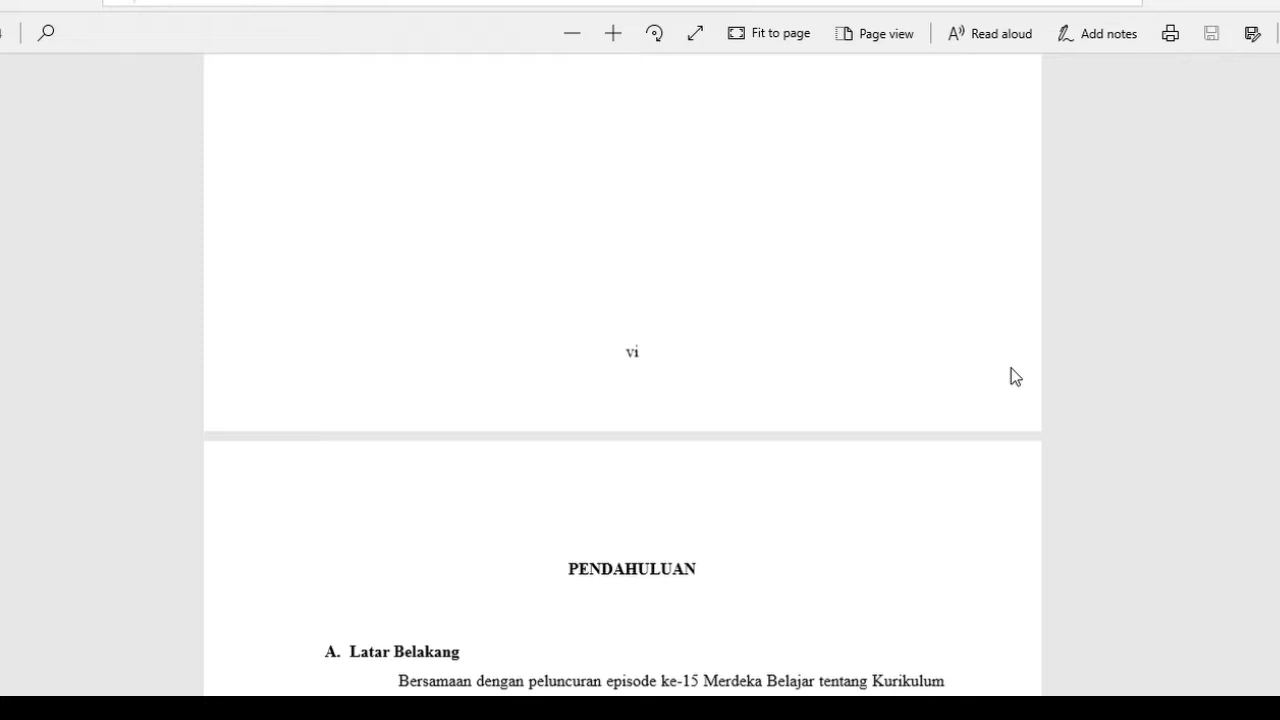 Fit to page
Page view
Read aloud
Add notes
vi
PENDAHULUAN
A. Latar Belakang
Bersamaan dengan peluncuran episode ke-15 Merdeka Belajar tentang Kurikulum